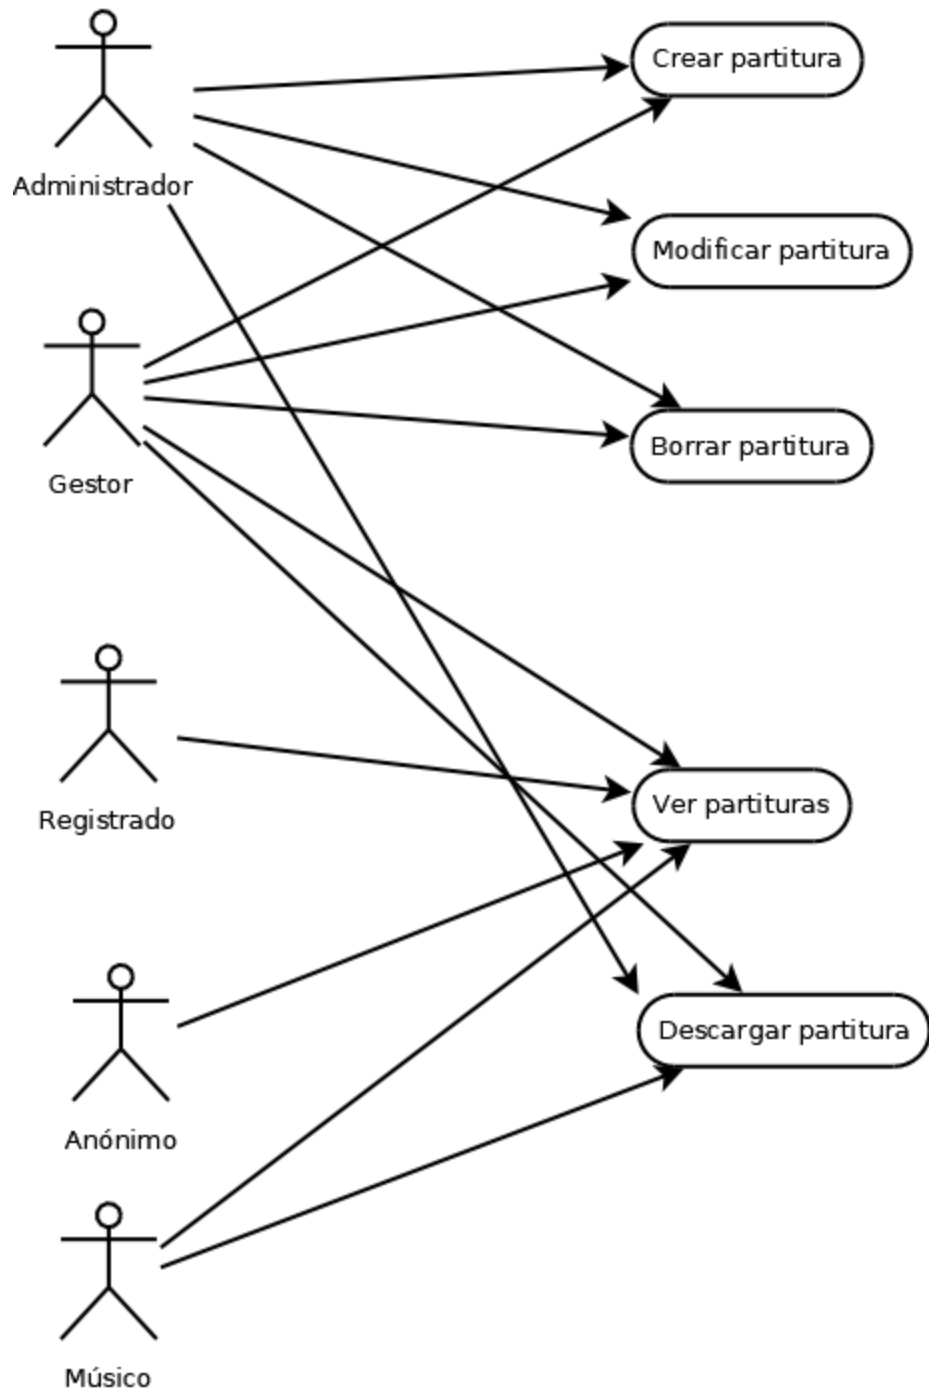 Crear partitura
Administrador
Modificar partitura
Borrar partitura
Gestor
Ver partituras
Registrado
Descargar partitura
Anónimo
Músico